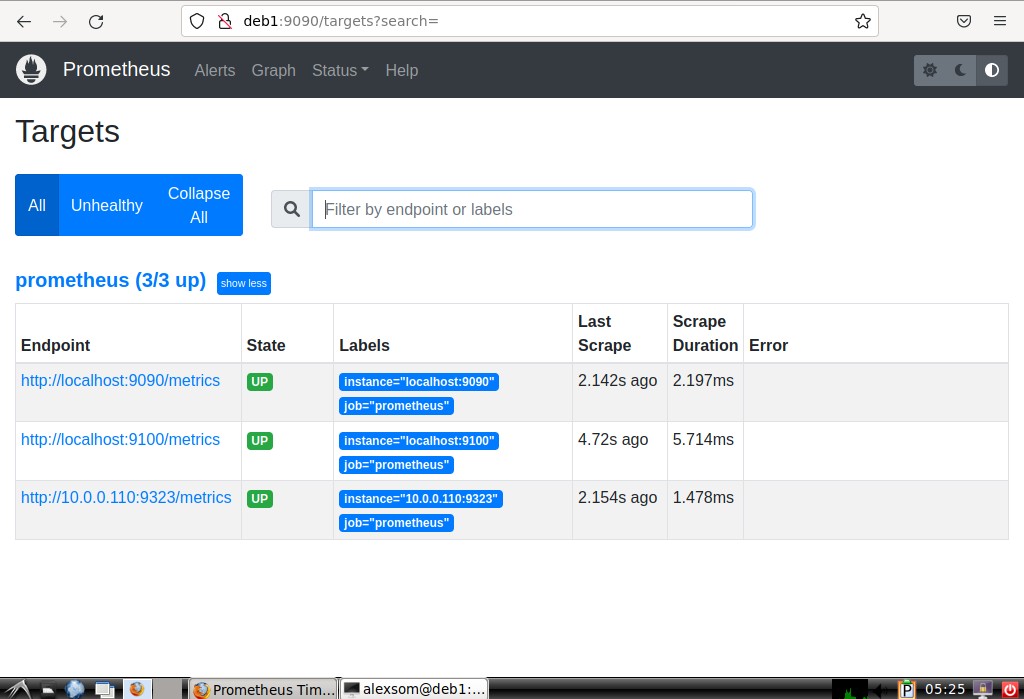 deb1:9090/targets?search=
Prometheus Alerts Graph Status Help
Targets
All Unhealthy Collapse All
Filter by endpoint or labels
prometheus (3/3 up) show less
Endpoint State Labels Last Scrape Scrape Duration Error
http://localhost:9090/metrics UP instance="localhost:9090" 2.142s ago 2.197ms
job="prometheus"
http://localhost:9100/metrics UP instance="localhost:9100" 4.72s ago 5.714ms
job="prometheus"
http://10.0.0.110:9323/metrics UP instance="10.0.0.110:9323" 2.154s ago 1.478ms
job="prometheus"
Prometheus Tim... alexsom@deb1:... P 05:25